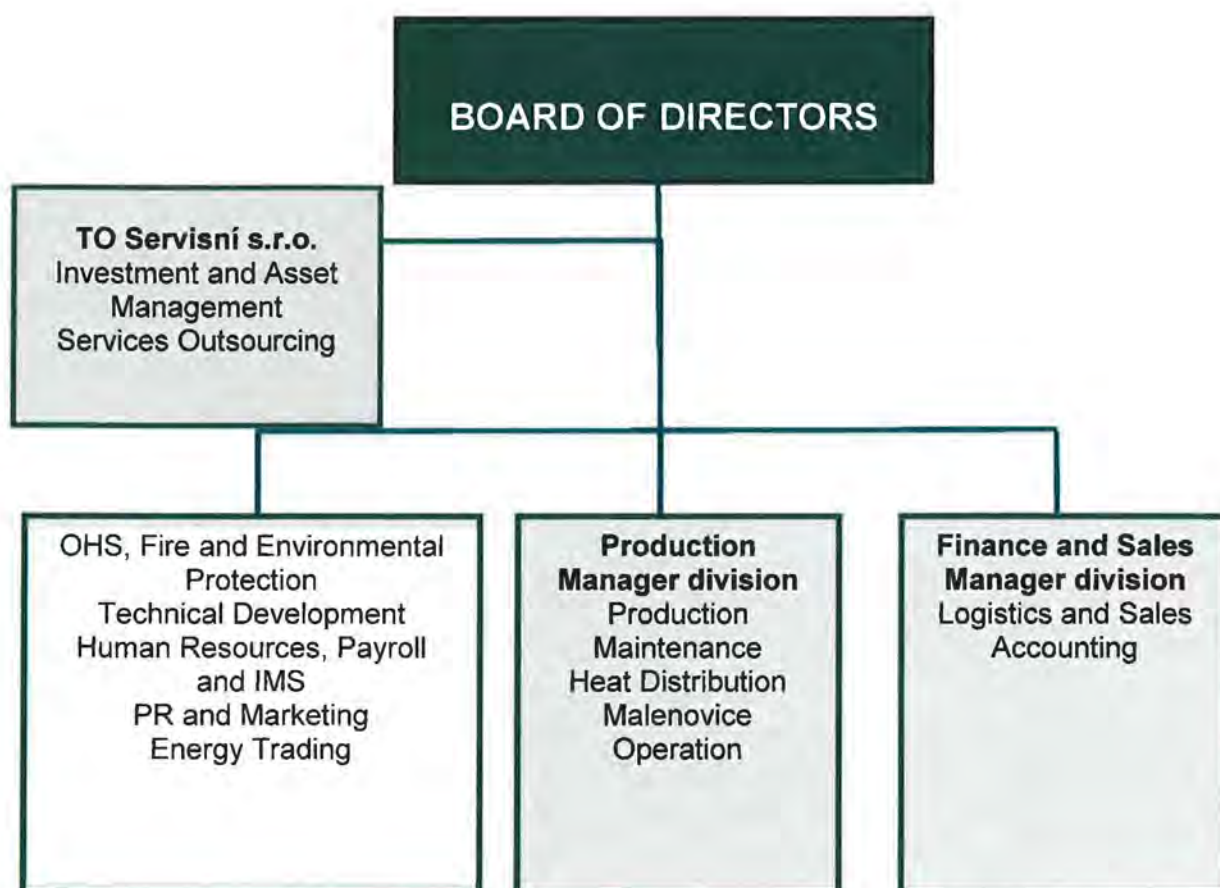 BOARD OF DIRECTORS
TO Servisní s.r.o.
Investment and Asset
Management
Services Outsourcing
OHS, Fire and Environmental
Protection
Technical Development
Human Resources, Payroll
and IMS
PR and Marketing
Energy Trading
Production
Manager division
Production
Maintenance
Heat Distribution
Malenovice
Operation
Finance and Sales
Manager division
Logistics and Sales
Accounting